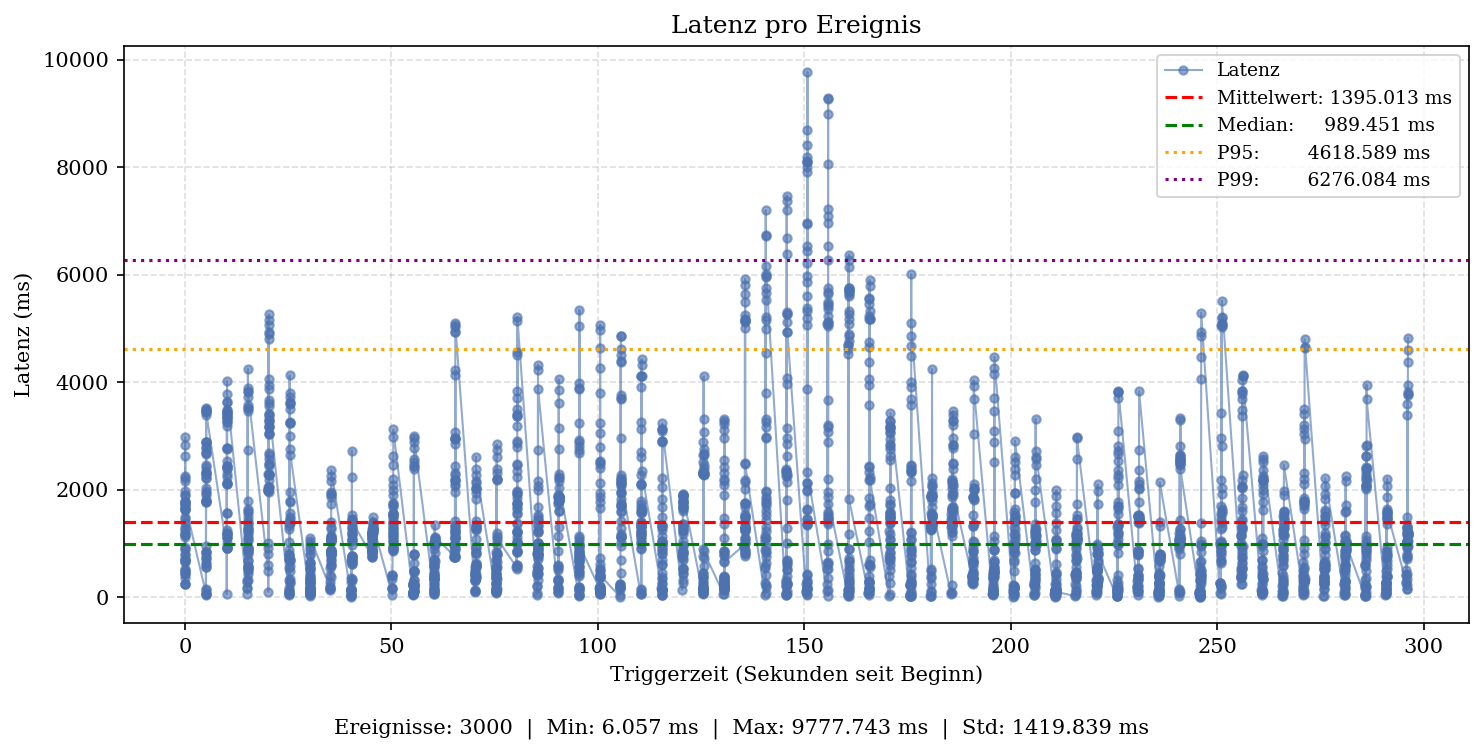 Latenz pro Ereignis
10000
8000
6000
4000
2000
0
Latenz (ms)
Latenz
Mittelwert: 1395.013 ms
Median: 989.451 ms
P95: 4618.589 ms
P99: 6276.084 ms
0 50 100 150 200 250 300
Triggerzeit (Sekunden seit Beginn)
Ereignisse: 3000 | Min: 6.057 ms | Max: 9777.743 ms | Std: 1419.839 ms